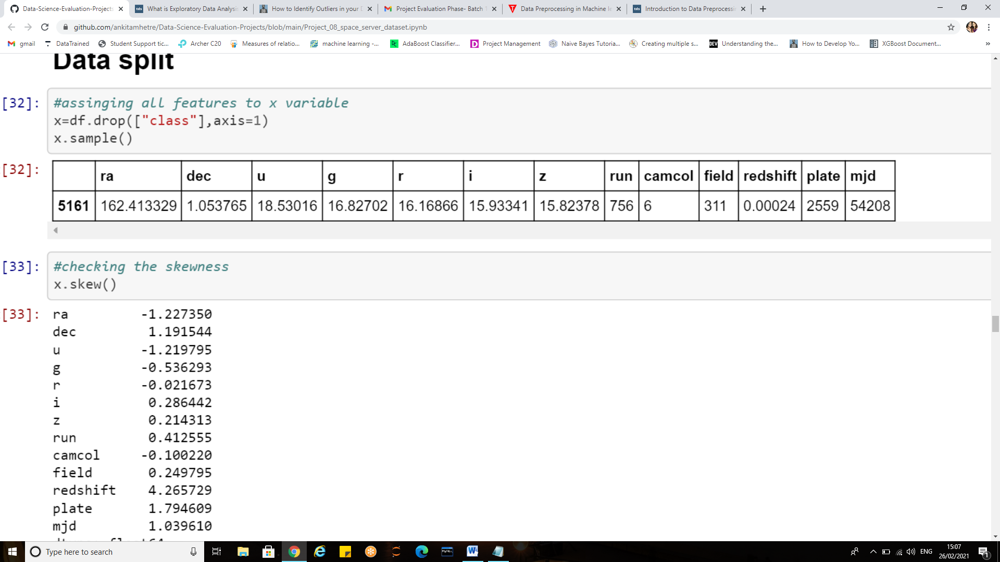 Data-Science-Evaluation-Projects
What is Exploratory Data Analysis
How to Identify Outliers in your D
Project Evaluation Phase- Batch 1
Data Preprocessing in Machine le
Introduction to Data Preprocessin
github.com/ankitamhetre/Data-Science-Evaluation-Projects/blob/main/Project_08_space_server_dataset.ipynb
gmail
DataTrained
Student Support tic...
Archer C20
Measures of relatio...
machine learning -...
AdaBoost Classifier...
Project Management
Naive Bayes Tutoria...
Creating multiple s...
DEV Understanding the...
How to Develop Yo...
XGBoost Document...
»
Data split
[32]:
#assinging all features to x variable
x=df.drop(["class"],axis=1)
x.sample()
[32]:
ra dec u g r i z run camcol field redshift plate mjd
5161 162.413329 1.053765 18.53016 16.82702 16.16866 15.93341 15.82378 756 6 311 0.00024 2559 54208
[33]:
#checking the skewness
x.skew()
[33]:
ra -1.227350
dec 1.191544
u -1.219795
g -0.536293
r -0.021673
i 0.286442
z 0.214313
run 0.412555
camcol -0.100220
field 0.249795
redshift 4.265729
plate 1.794609
mjd 1.039610
Type here to search
ENG
15:07
26/02/2021
1